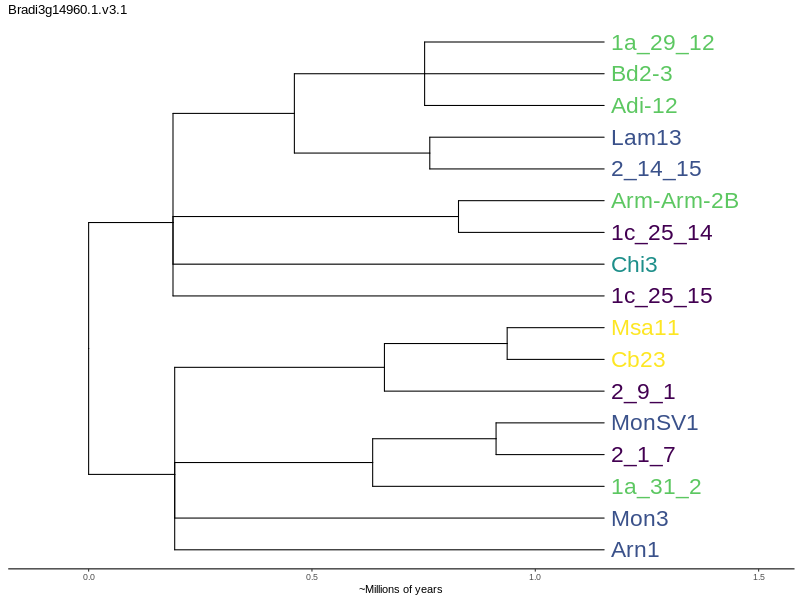 Bradi3g14960.1.v3.1
1a_29_12
Bd2-3
Adi-12
Lam13
2_14_15
Arm-Arm-2B
1c_25_14
Chi3
1c_25_15
Msa11
Cb23
2_9_1
MonSV1
2_1_7
1a_31_2
Mon3
Arn1
0.0 0.5 1.0 1.5
~Millions of years